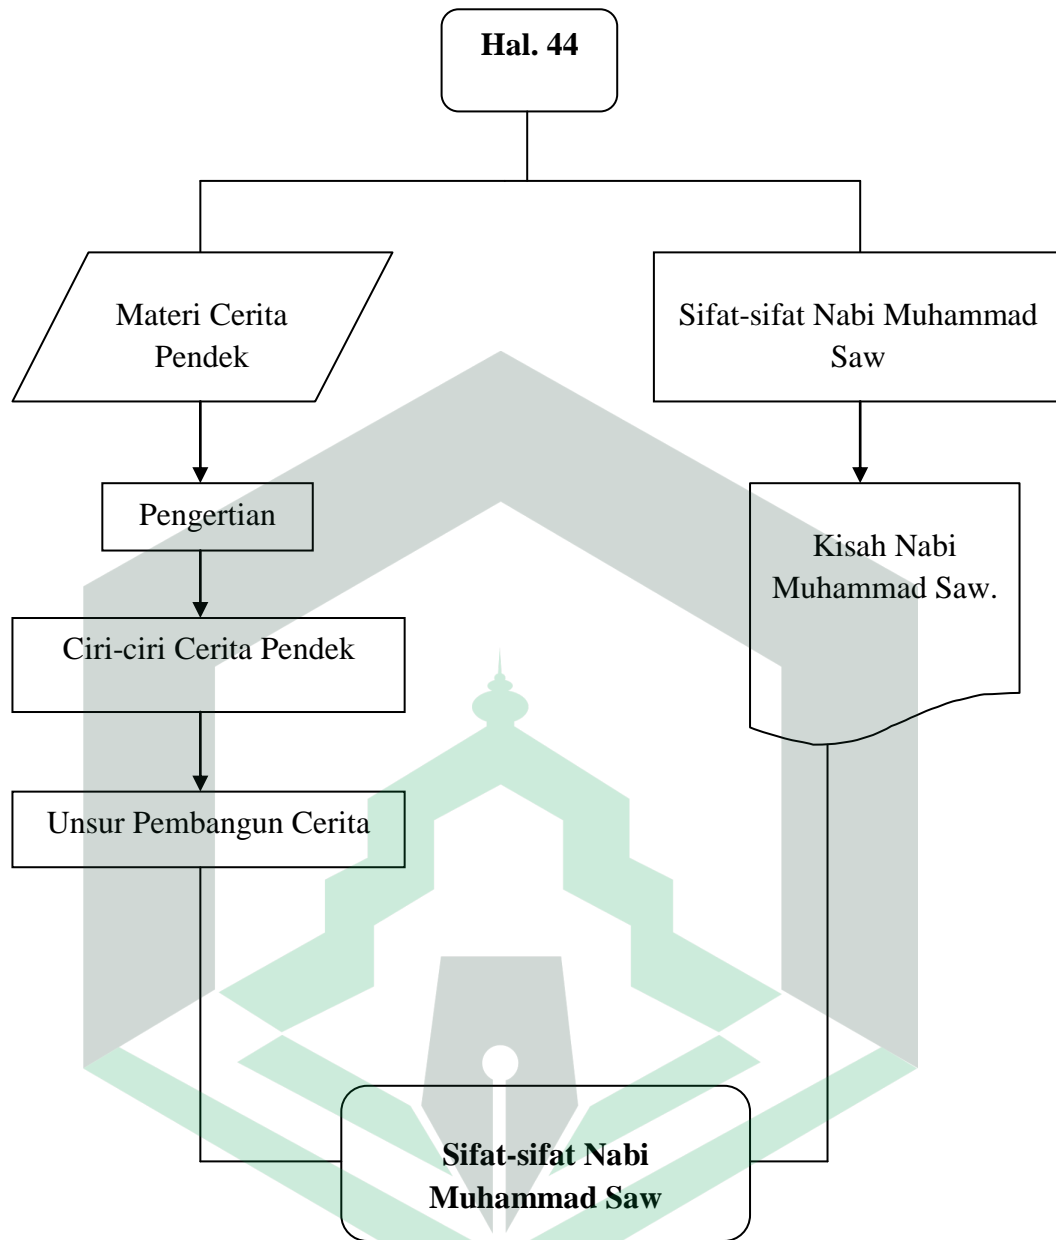 Hal. 44
Materi Cerita
Pendek
Sifat-sifat Nabi Muhammad
Saw
Pengertian
Kisah Nabi
Muhammad Saw.
Ciri-ciri Cerita Pendek
Unsur Pembangun Cerita
Sifat-sifat Nabi
Muhammad Saw